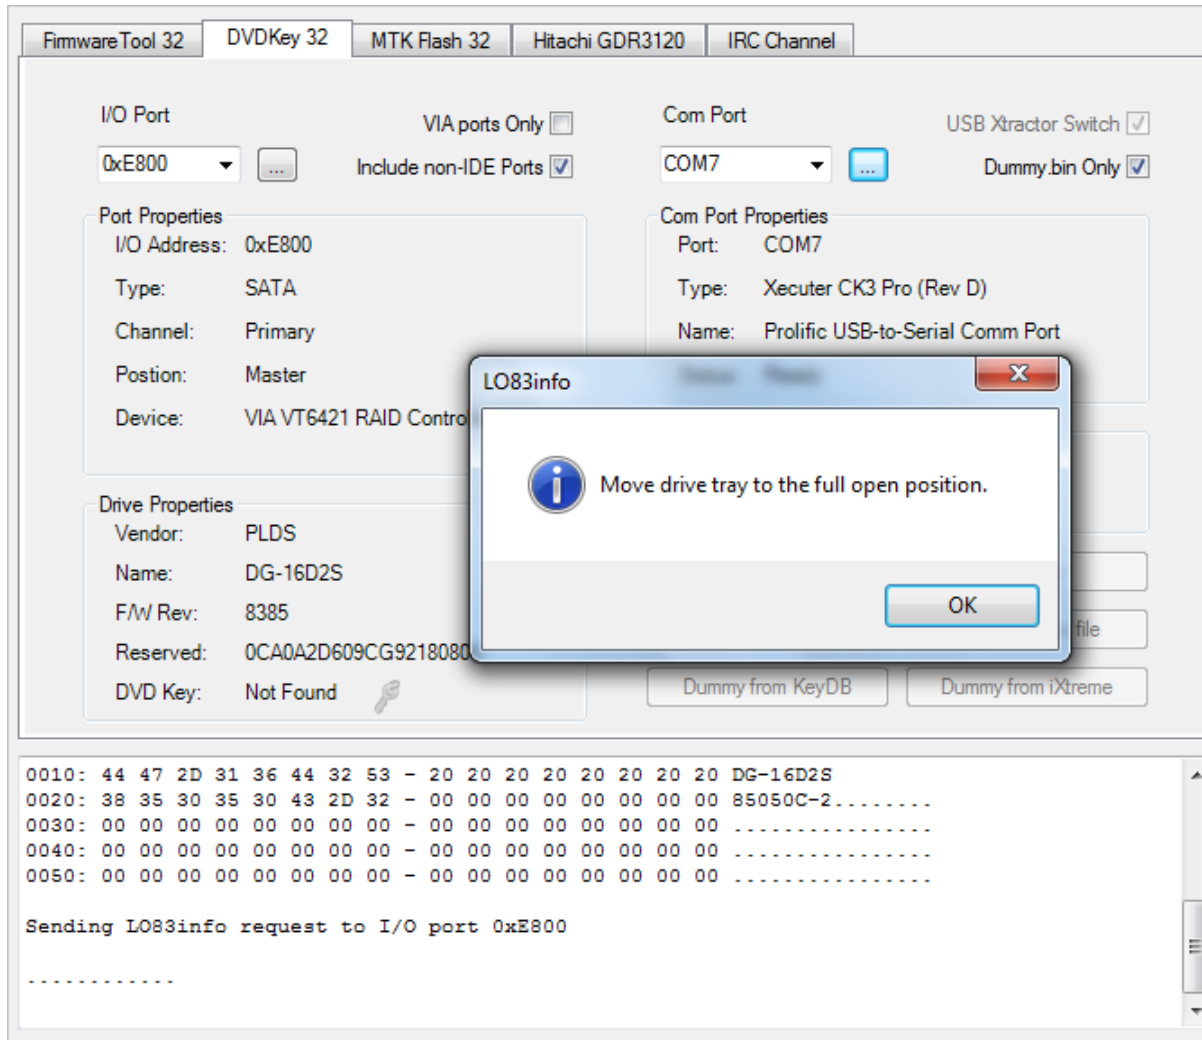 FirmwareTool 32 DVDKey 32 MTK Flash 32 Hitachi GDR3120 IRC Channel
I/O Port VIA ports Only Com Port USB Xtractor Switch
0xE800 ... Include non-IDE Ports COM7 ... Dummy.bin Only
Port Properties
I/O Address: 0xE800
Type: SATA
Channel: Primary
Postion: Master
Device: VIA VT6421 RAID Contro
Com Port Properties
Port: COM7
Type: Xecuter CK3 Pro (Rev D)
Name: Prolific USB-to-Serial Comm Port
LO83info
Move drive tray to the full open position.
OK
Drive Properties
Vendor: PLDS
Name: DG-16D2S
F/W Rev: 8385
Reserved: 0CA0A2D609CG9218080
DVD Key: Not Found
file
Dummy from KeyDB Dummy from iXtreme
0010: 44 47 2D 31 36 44 32 53 - 20 20 20 20 20 20 20 20 DG-16D2S
0020: 38 35 30 35 30 43 2D 32 - 00 00 00 00 00 00 00 00 85050C-2........
0030: 00 00 00 00 00 00 00 00 - 00 00 00 00 00 00 00 00 ................
0040: 00 00 00 00 00 00 00 00 - 00 00 00 00 00 00 00 00 ................
0050: 00 00 00 00 00 00 00 00 - 00 00 00 00 00 00 00 00 ................
Sending LO83info request to I/O port 0xE800
............